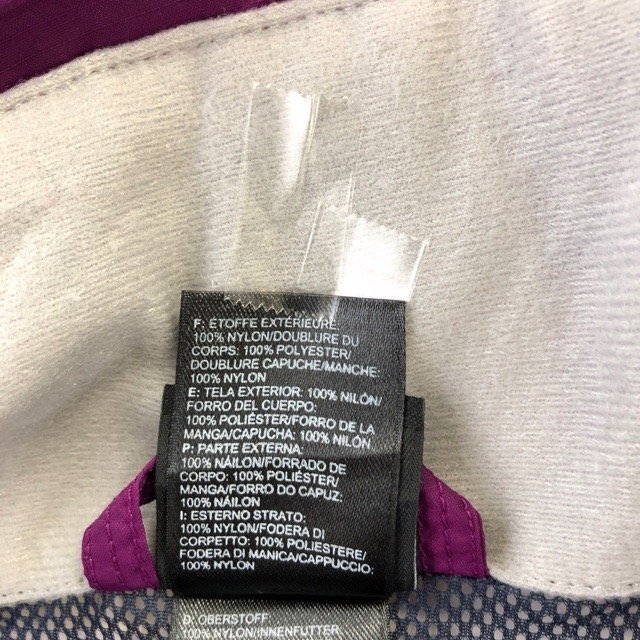 F: ÉTOFFE EXTÉRIEURE:
100% NYLON/DOUBLURE DU
CORPS: 100% POLYESTER/
DOUBLURE CAPUCHE/MANCHE:
100% NYLON
E: TELA EXTERIOR: 100% NILÓN/
FORRO DEL CUERPO:
100% POLIÉSTER/FORRO DE LA
MANGA/CAPUCHA: 100% NILÓN
P: PARTE EXTERNA:
100% NÁILON/FORRADO DE
CORPO: 100% POLIÉSTER/
MANGA/FORRO DO CAPUZ:
100% NÁILON
I: ESTERNO STRATO:
100% NYLON/FODERA DI
CORPETTO: 100% POLIESTERE/
FODERA DI MANICA/CAPPUCCIO:
100% NYLON
D: OBERSTOFF
100% NYLON/INNENFUTTER